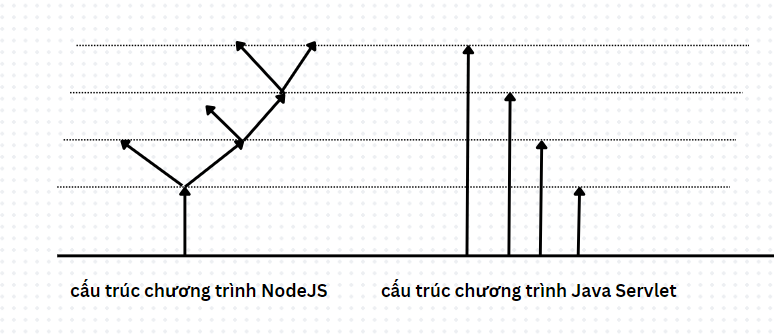 cấu trúc chương trình NodeJS
cấu trúc chương trình Java Servlet